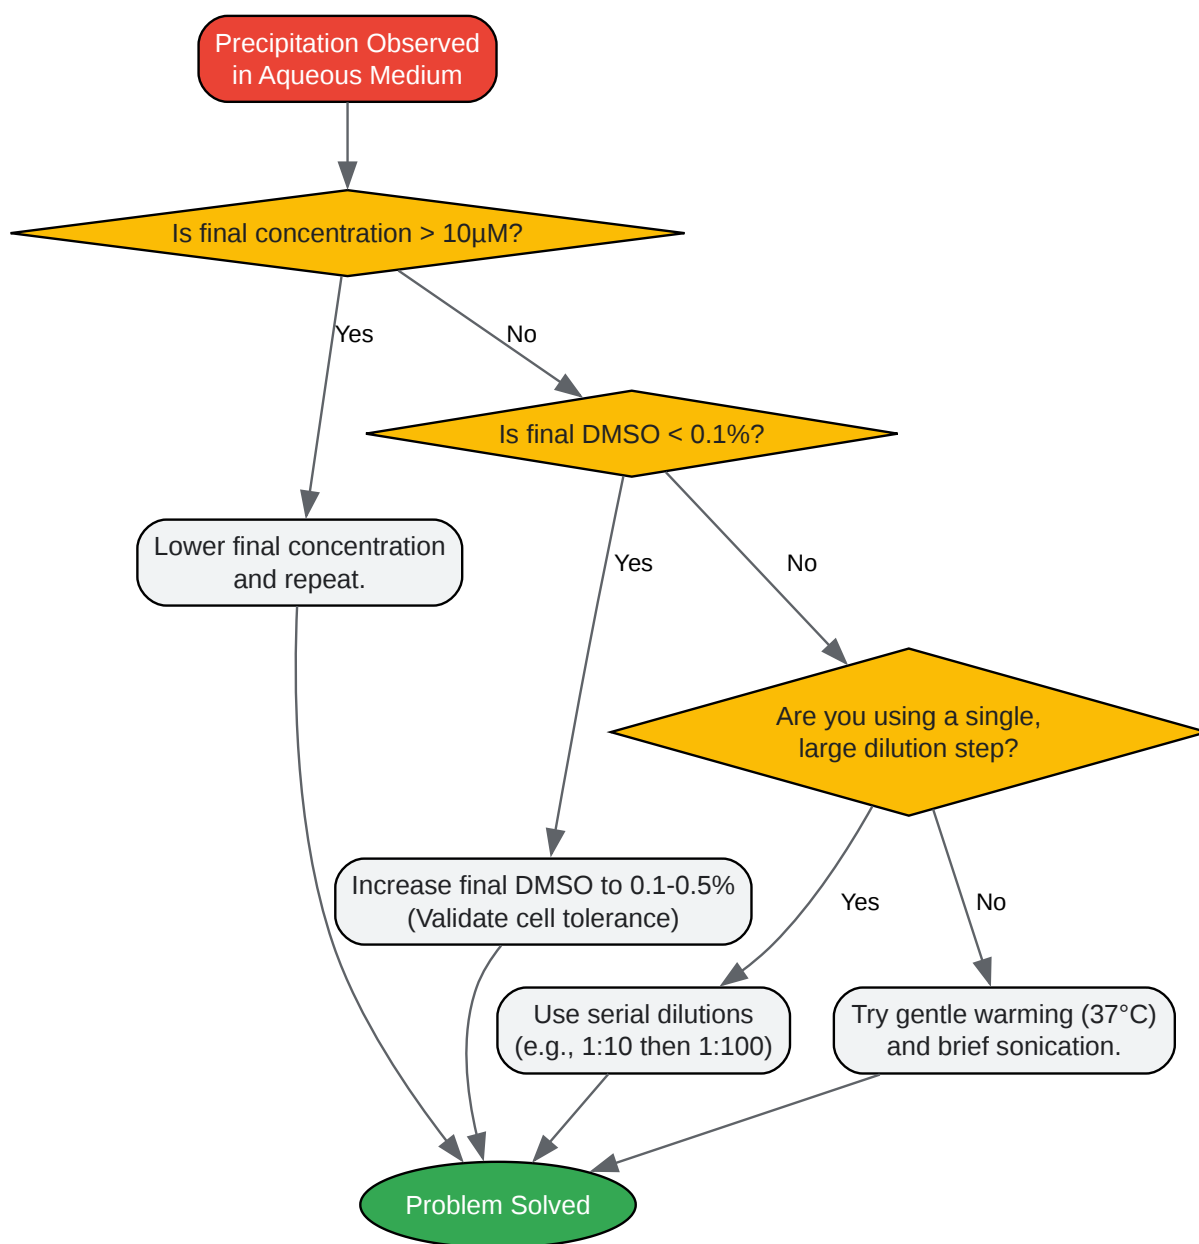 Precipitation Observed
in Aqueous Medium
Is final concentration > 10µM?
Yes
No
Is final DMSO < 0.1%?
Lower final concentration
and repeat.
Yes
No
Are you using a single,
large dilution step?
Increase final DMSO to 0.1-0.5%
(Validate cell tolerance)
Yes
No
Use serial dilutions
(e.g., 1:10 then 1:100)
Try gentle warming (37°C)
and brief sonication.
Problem Solved